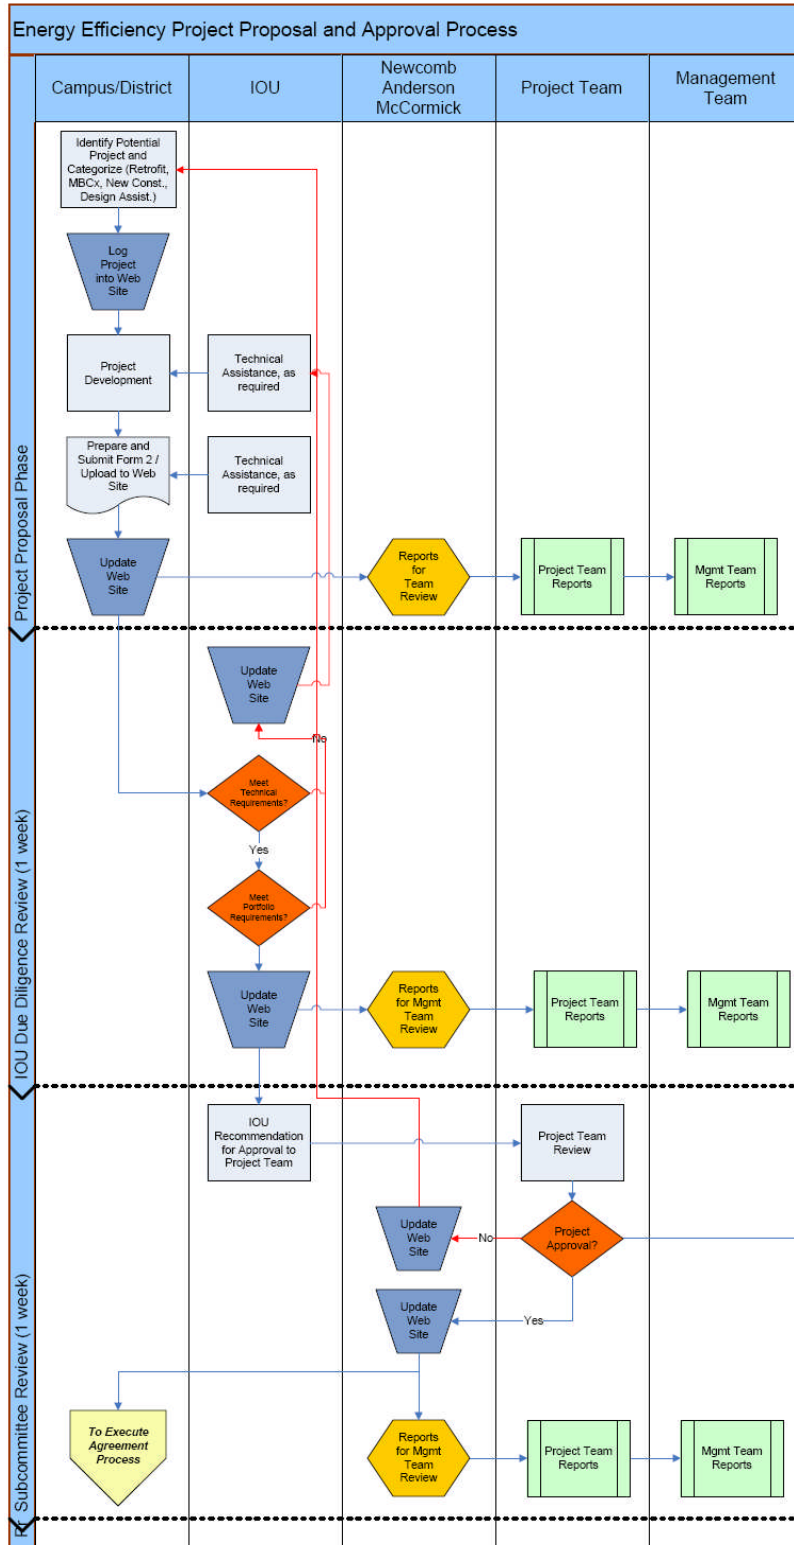 Energy Efficiency Project Proposal and Approval Process
Campus/District
IOU
Newcomb
Anderson
McCormick
Project Team
Management
Team
Project Proposal Phase
Identify Potential
Project and
Categorize (Retrofit,
MBCx, New Const.,
Design Assist.)
Log
Project
into Web
Site
Project
Development
Technical
Assistance, as
required
Prepare and
Submit Form 2 /
Upload to Web
Site
Technical
Assistance, as
required
Update
Web
Site
Reports
for
Team
Review
Project Team
Reports
Mgmt Team
Reports
IOU Due Diligence Review (1 week)
Update
Web
Site
No
Meet
Technical
Requirements?
Yes
Meet
Portfolio
Requirements?
Update
Web
Site
Reports
for Mgmt
Team
Review
Project Team
Reports
Mgmt Team
Reports
Subcommittee Review (1 week)
IOU
Recommendation
for Approval to
Project Team
Project Team
Review
Update
Web
Site
No
Project
Approval?
Update
Web
Site
Yes
To Execute
Agreement
Process
Reports
for Mgmt
Team
Review
Project Team
Reports
Mgmt Team
Reports